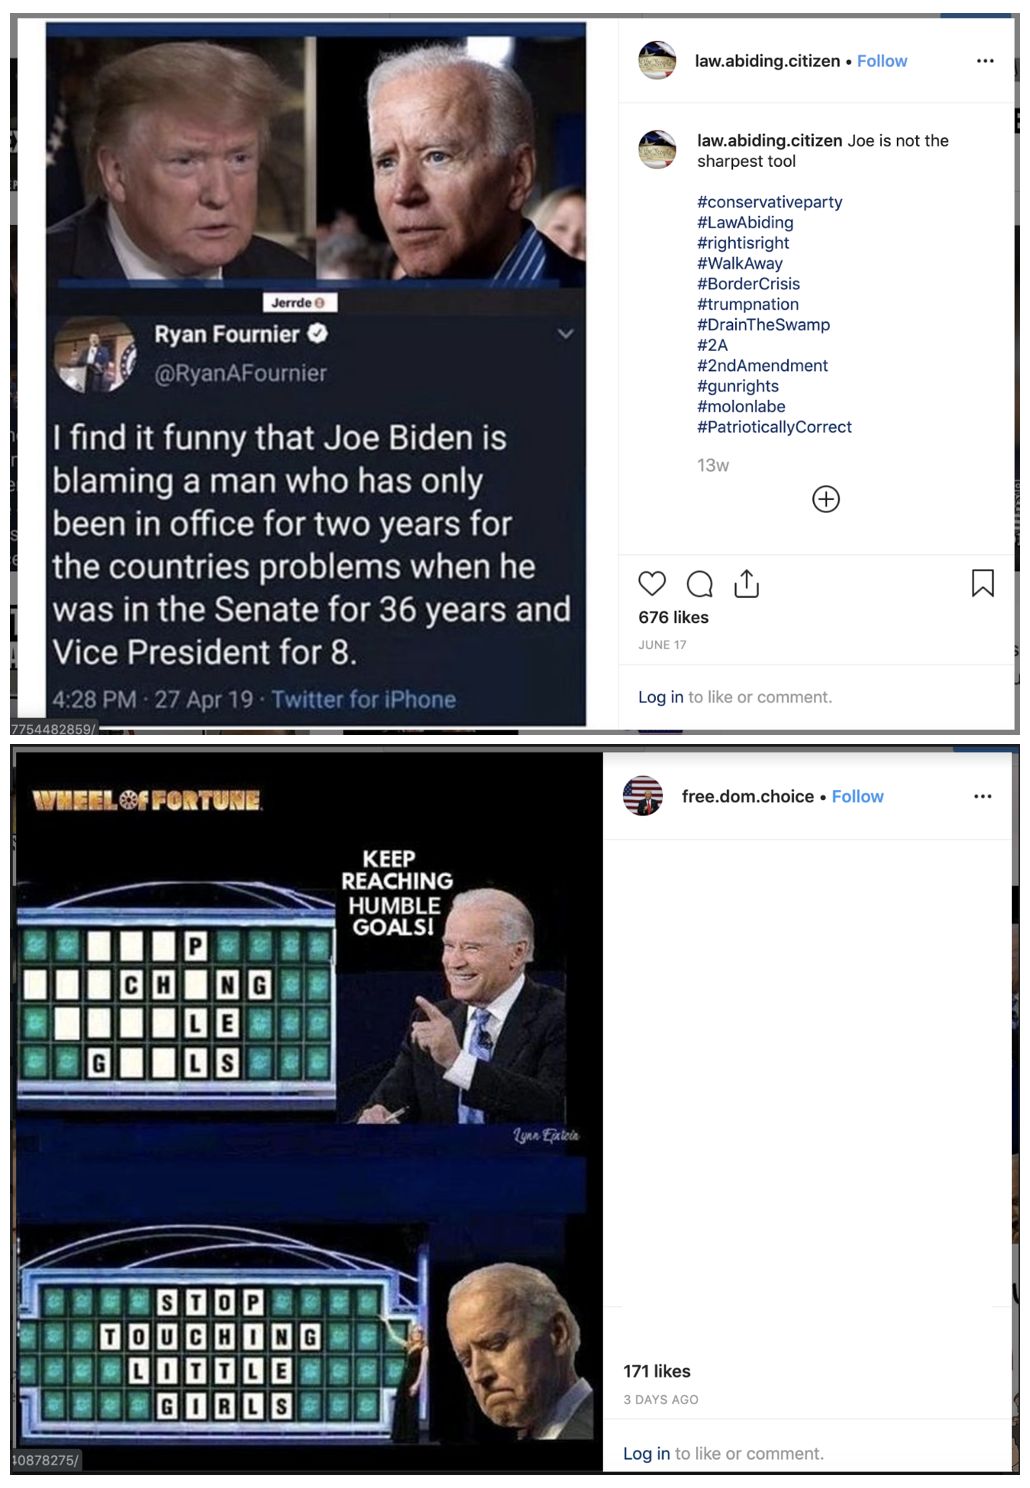 law.abiding.citizen • Follow
law.abiding.citizen Joe is not the
sharpest tool
#conservativeparty
#LawAbiding
#rightisright
#WalkAway
#BorderCrisis
#trumpnation
#DrainTheSwamp
#2A
#2ndAmendment
#gunrights
#molonlabe
#PatrioticallyCorrect
13w
676 likes
JUNE 17
Log in to like or comment.
Jerrde
Ryan Fournier
@RyanAFournier
I find it funny that Joe Biden is
blaming a man who has only
been in office for two years for
the countries problems when he
was in the Senate for 36 years and
Vice President for 8.
4:28 PM · 27 Apr 19 · Twitter for iPhone
7754482859/
WHEEL OF FORTUNE
free.dom.choice • Follow
KEEP
REACHING
HUMBLE
GOALS!
P
CH NG
LE
G LS
STOP
TOUCHING
LITTLE
GIRLS
171 likes
3 DAYS AGO
Log in to like or comment.
40878275/